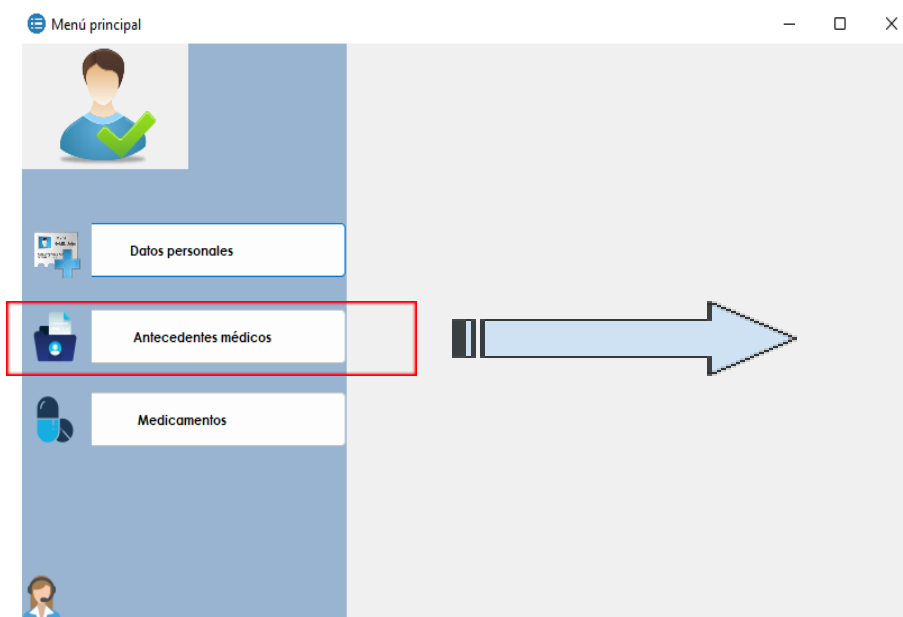 Menú principal
Datos personales
Antecedentes médicos
Medicamentos